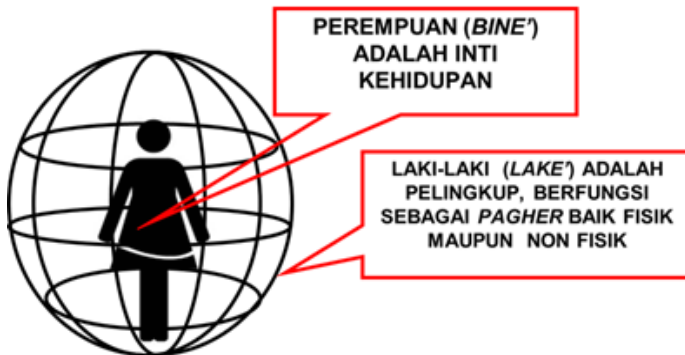 PEREMPUAN (BINE')
ADALAH INTI
KEHIDUPAN
LAKI-LAKI (LAKE') ADALAH
PELINGKUP, BERFUNGSI
SEBAGAI PAGHER BAIK FISIK
MAUPUN NON FISIK